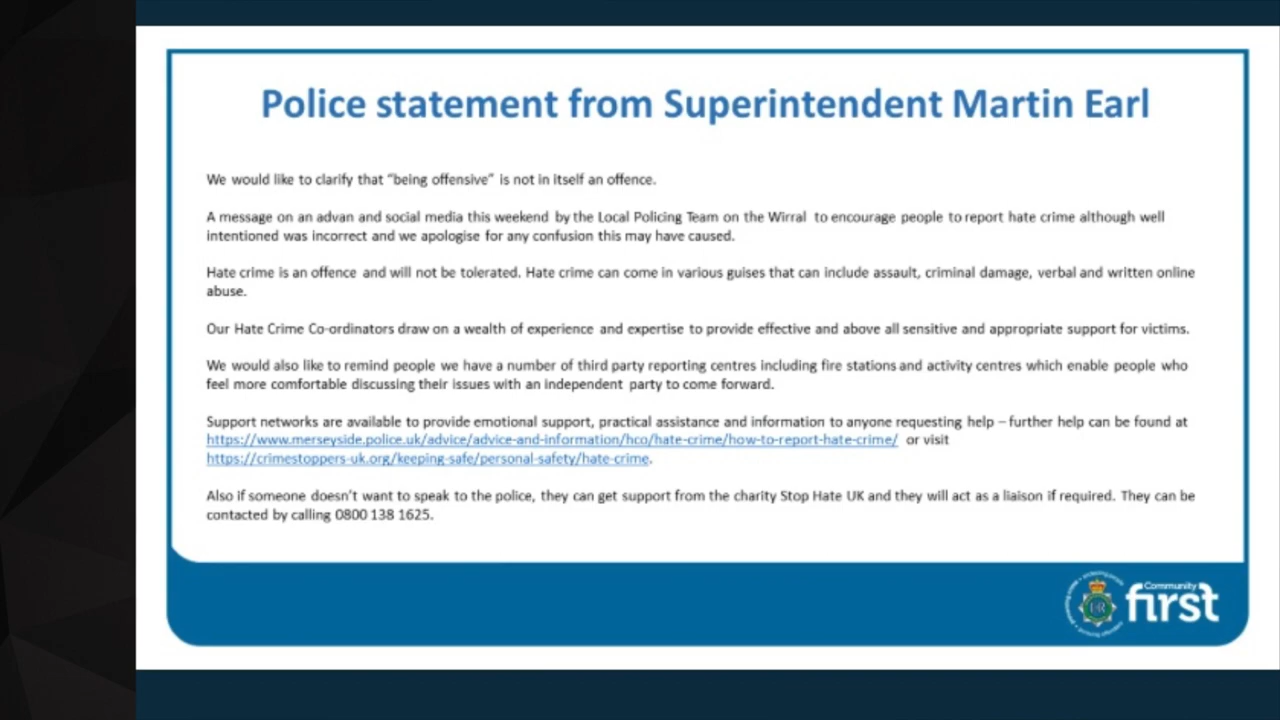 Police statement from Superintendent Martin Earl
We would like to clarify that “being offensive” is not in itself an offence.
A message on an advan and social media this weekend by the Local Policing Team on the Wirral to encourage people to report hate crime although well
intentioned was incorrect and we apologise for any confusion this may have caused.
Hate crime is an offence and will not be tolerated. Hate crime can come in various guises that can include assault, criminal damage, verbal and written online
abuse.
Our Hate Crime Co-ordinators draw on a wealth of experience and expertise to provide effective and above all sensitive and appropriate support for victims.
We would also like to remind people we have a number of third party reporting centres including fire stations and activity centres which enable people who
feel more comfortable discussing their issues with an independent party to come forward.
Support networks are available to provide emotional support, practical assistance and information to anyone requesting help – further help can be found at
https://www.merseyside.police.uk/advice/advice-and-information/hco/hate-crime/how-to-report-hate-crime/ or visit
https://crimestoppers-uk.org/keeping-safe/personal-safety/hate-crime.
Also if someone doesn’t want to speak to the police, they can get support from the charity Stop Hate UK and they will act as a liaison if required. They can be
contacted by calling 0800 138 1625.
Community
first